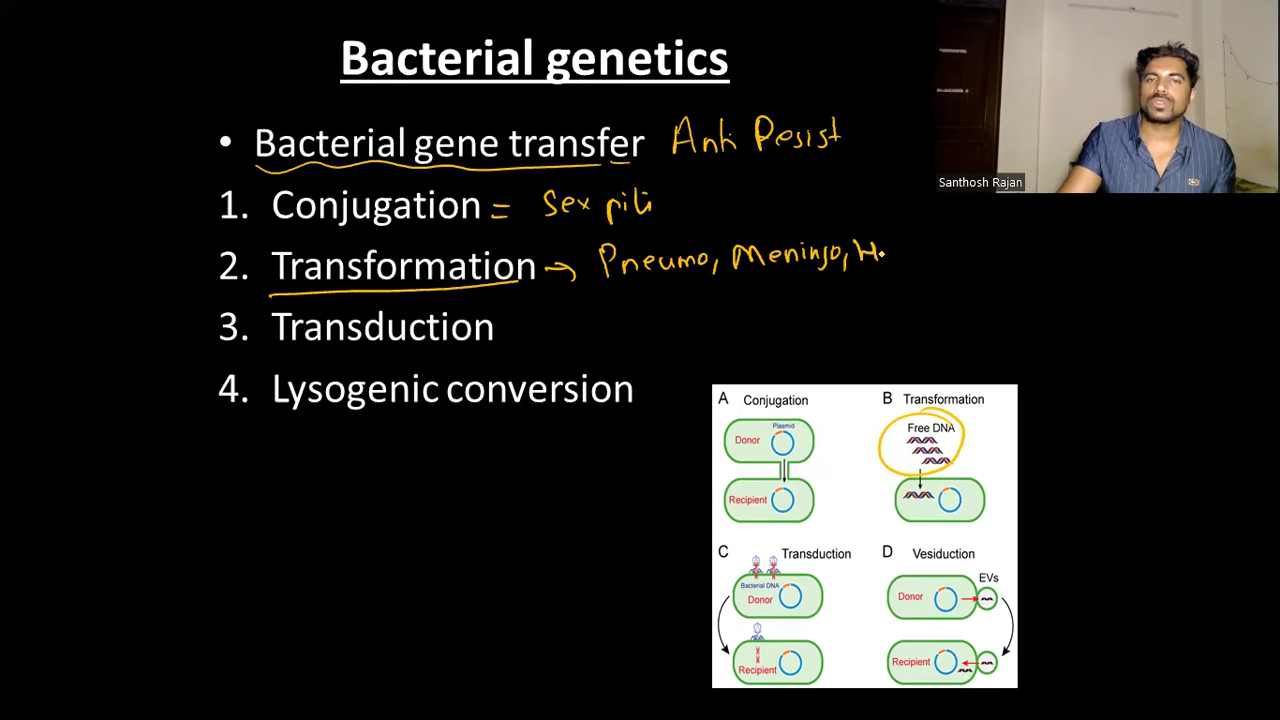 Bacterial genetics
• Bacterial gene transfer Anti Resist
Santhosh Rajan
1. Conjugation = Sex pili
2. Transformation → Pneumo, Meningo, H
3. Transduction
4. Lysogenic conversion
A Conjugation
Plasmid
Donor
Recipient
B Transformation
Free DNA
C Transduction
Bacterial DNA
Donor
Recipient
D Vesiduction
EVs
Donor
Recipient